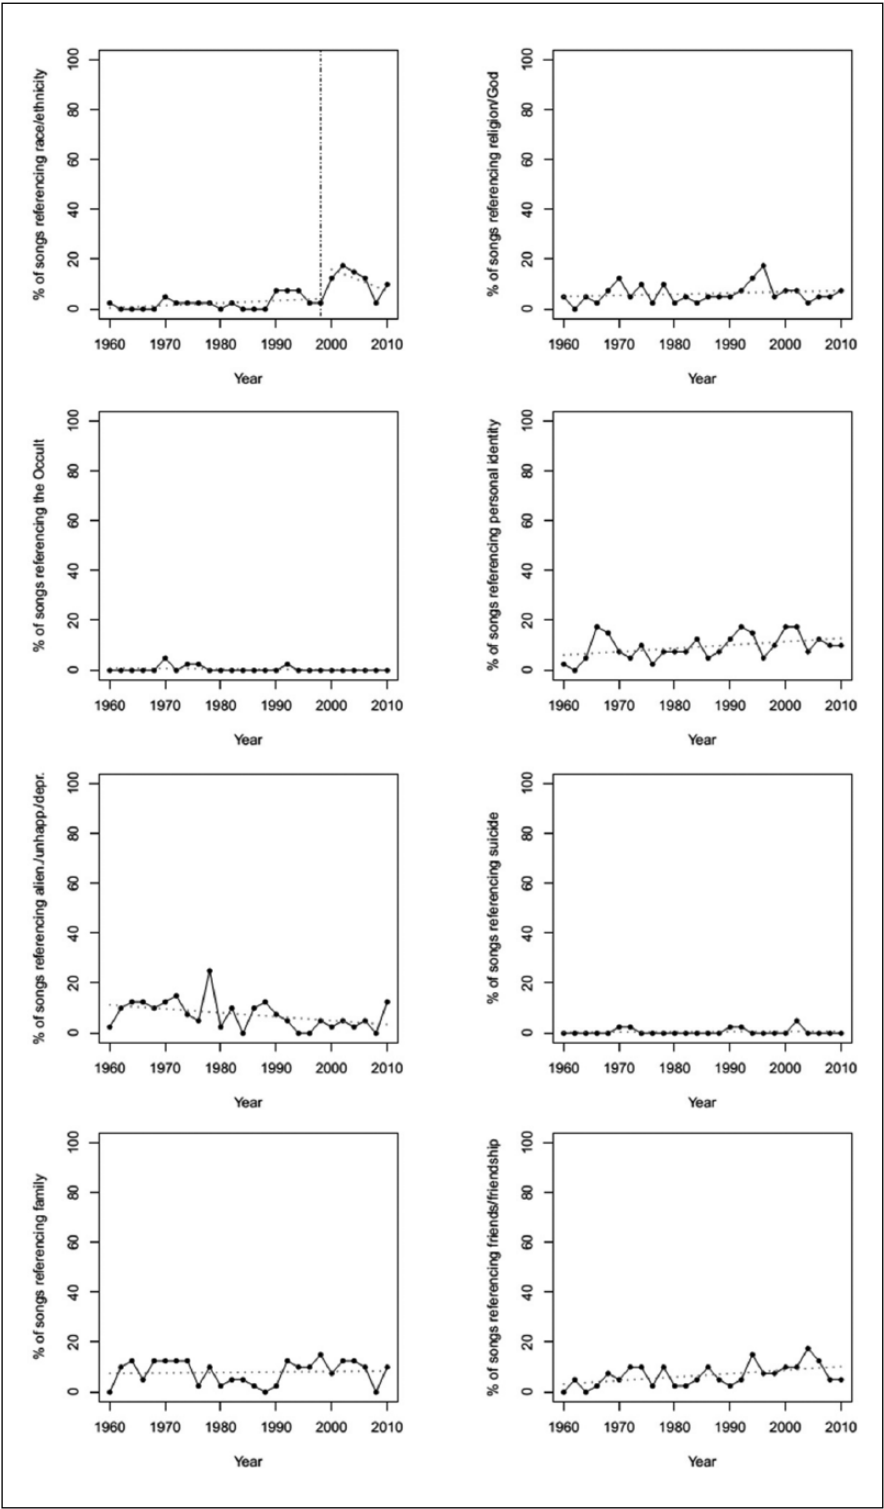 % of songs referencing race/ethnicity
100
80
60
40
20
0
1960 1970 1980 1990 2000 2010
Year
% of songs referencing religion/God
100
80
60
40
20
0
1960 1970 1980 1990 2000 2010
Year
% of songs referencing the Occult
100
80
60
40
20
0
1960 1970 1980 1990 2000 2010
Year
% of songs referencing personal identity
100
80
60
40
20
0
1960 1970 1980 1990 2000 2010
Year
% of songs referencing alien./unhapp./depr.
100
80
60
40
20
0
1960 1970 1980 1990 2000 2010
Year
% of songs referencing suicide
100
80
60
40
20
0
1960 1970 1980 1990 2000 2010
Year
% of songs referencing family
100
80
60
40
20
0
1960 1970 1980 1990 2000 2010
Year
% of songs referencing friends/friendship
100
80
60
40
20
0
1960 1970 1980 1990 2000 2010
Year